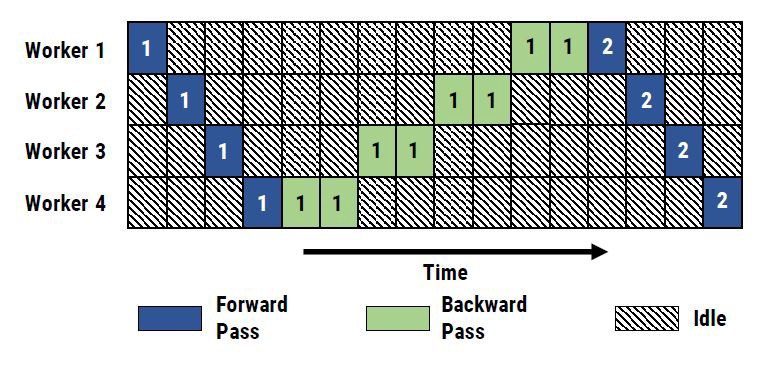 Worker 1 1 1 1 2
Worker 2 1 1 1 2
Worker 3 1 1 1 2
Worker 4 1 1 1 2
Time
Forward Pass
Backward Pass
Idle